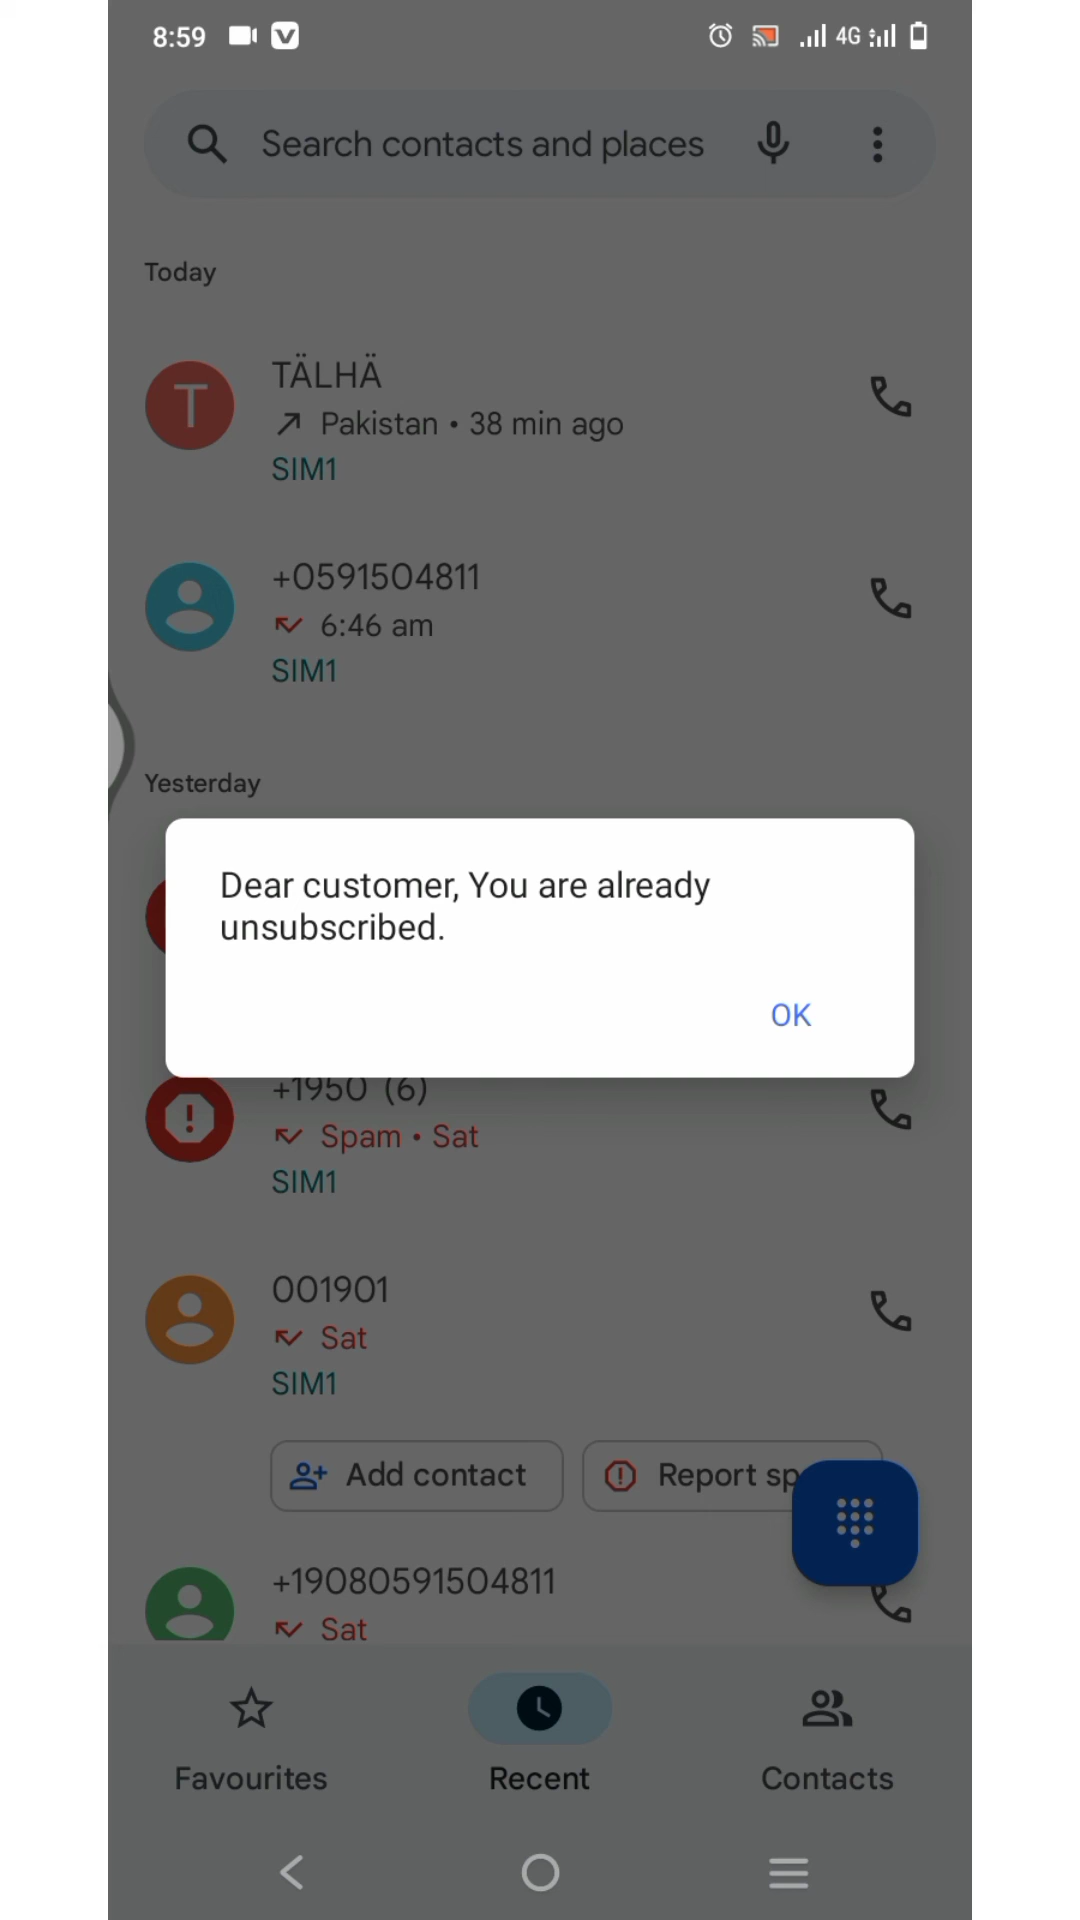 8:59
4G
Search contacts and places
Today
T
TÄLHÄ
Pakistan • 38 min ago
SIM1
+0591504811
6:46 am
SIM1
Yesterday
Dear customer, You are already
unsubscribed.
OK
+1950 (6)
Spam • Sat
SIM1
001901
Sat
SIM1
Add contact
Report sp
+19080591504811
Sat
Favourites
Recent
Contacts